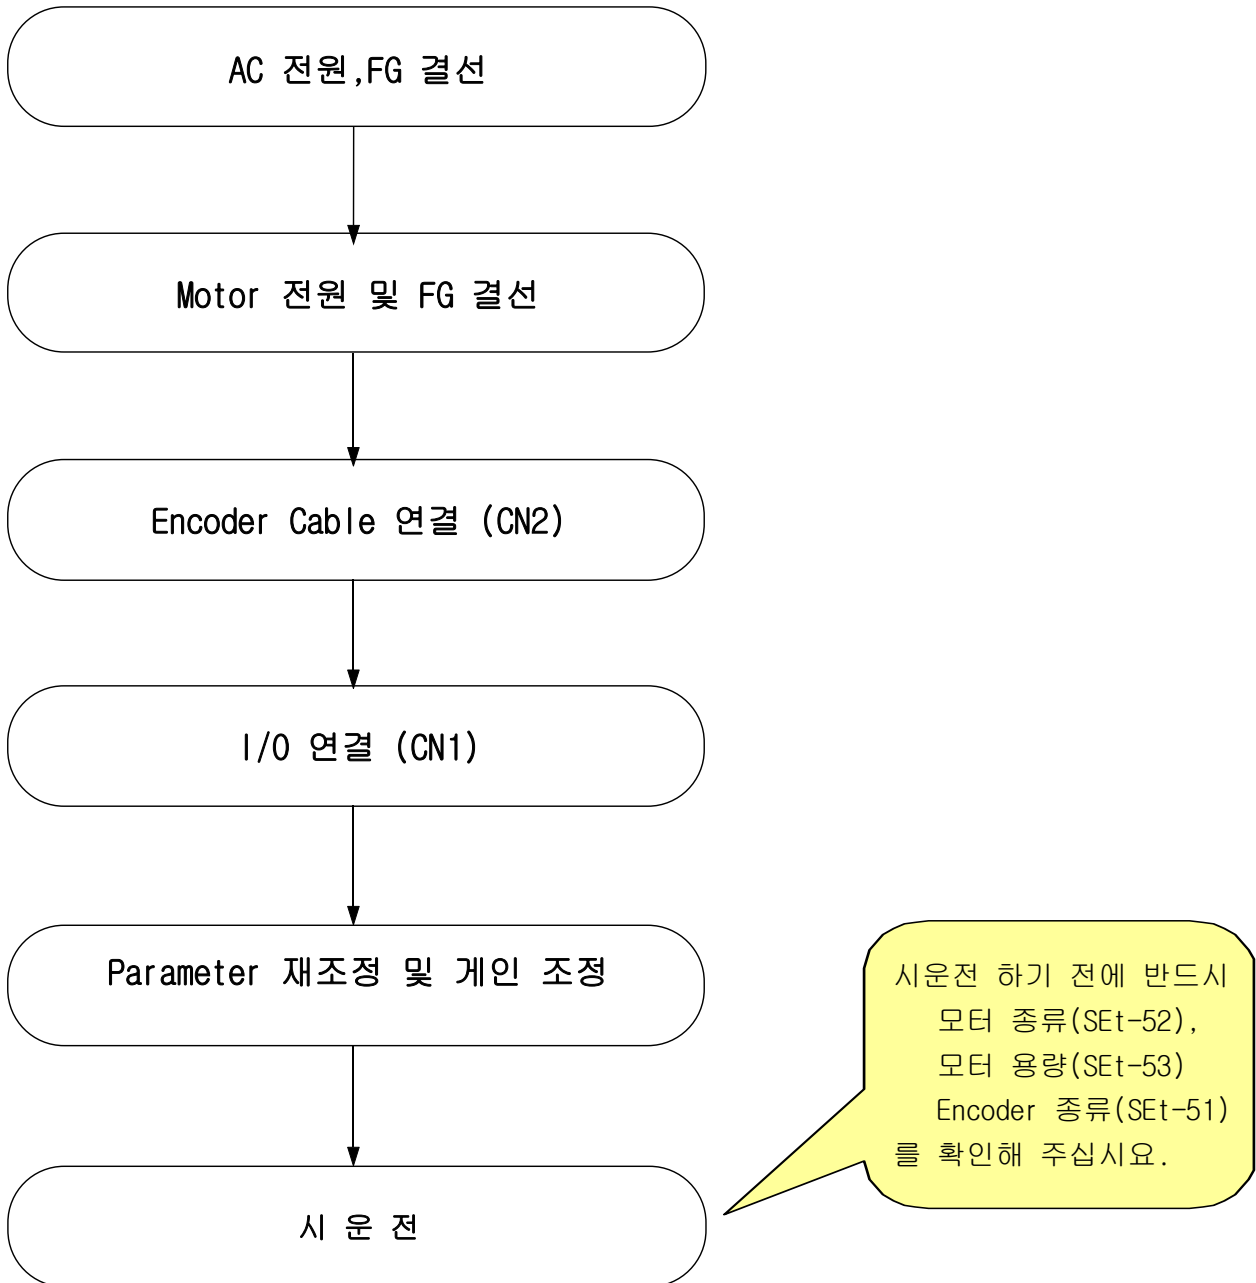 AC 전원,FG 결선
Motor 전원 및 FG 결선
Encoder Cable 연결 (CN2)
I/O 연결 (CN1)
Parameter 재조정 및 게인 조정
시운전 하기 전에 반드시
모터 종류(SEt-52),
모터 용량(SEt-53)
Encoder 종류(SEt-51)
를 확인해 주십시요.
시 운 전